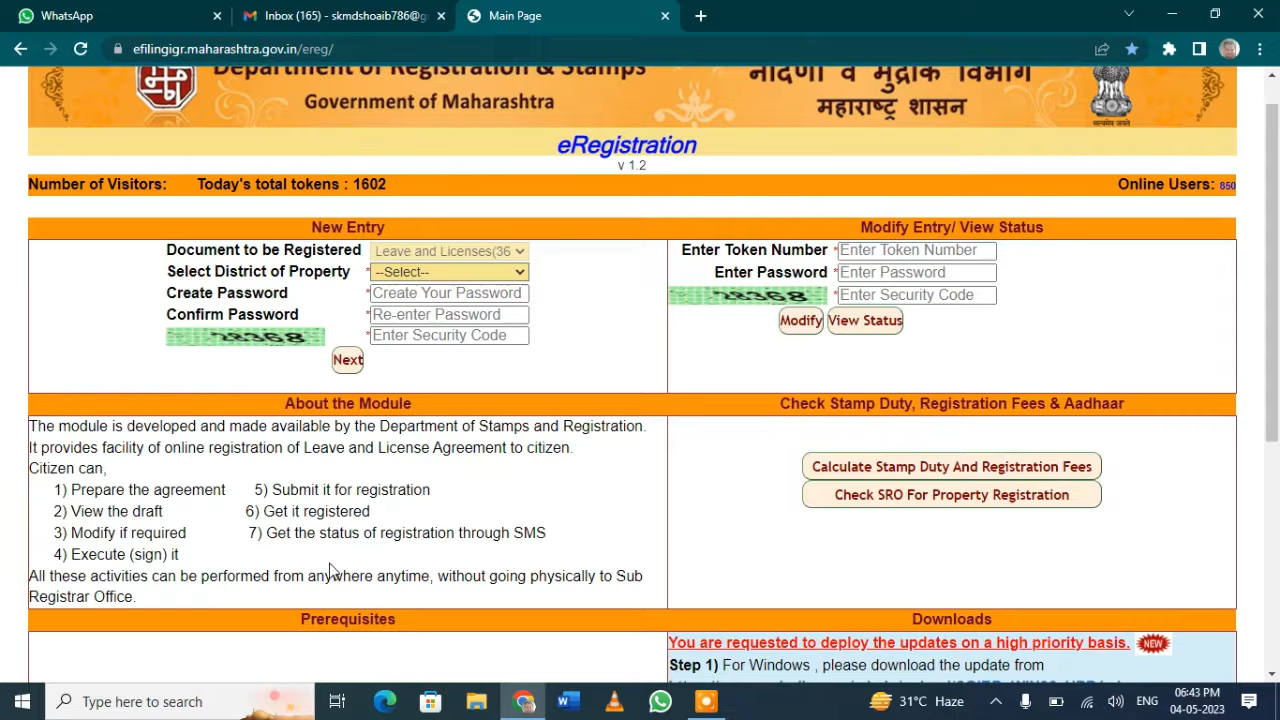 WhatsApp
Inbox (165) - skmdshoaib786@g
Main Page
efilingigr.maharashtra.gov.in/ereg/
Department of Registration & Stamps
Government of Maharashtra
नोंदणी व मुद्रांक विभाग
महाराष्ट्र शासन
सत्यमेव जयते
eRegistration
v 1.2
Number of Visitors: Today's total tokens : 1602
Online Users: 850
New Entry
Document to be Registered Leave and Licenses(36
Select District of Property * --Select--
Create Password * Create Your Password
Confirm Password Re-enter Password
28368 * Enter Security Code
Next
Modify Entry/ View Status
Enter Token Number * Enter Token Number
Enter Password Enter Password
28368 * Enter Security Code
Modify View Status
About the Module
The module is developed and made available by the Department of Stamps and Registration.
It provides facility of online registration of Leave and License Agreement to citizen.
Citizen can,
1) Prepare the agreement 5) Submit it for registration
2) View the draft 6) Get it registered
3) Modify if required 7) Get the status of registration through SMS
4) Execute (sign) it
All these activities can be performed from anywhere anytime, without going physically to Sub
Registrar Office.
Check Stamp Duty, Registration Fees & Aadhaar
Calculate Stamp Duty And Registration Fees
Check SRO For Property Registration
Prerequisites
Downloads
You are requested to deploy the updates on a high priority basis. NEW
Step 1) For Windows , please download the update from
Type here to search
31°C Haze
ENG
06:43 PM
04-05-2023